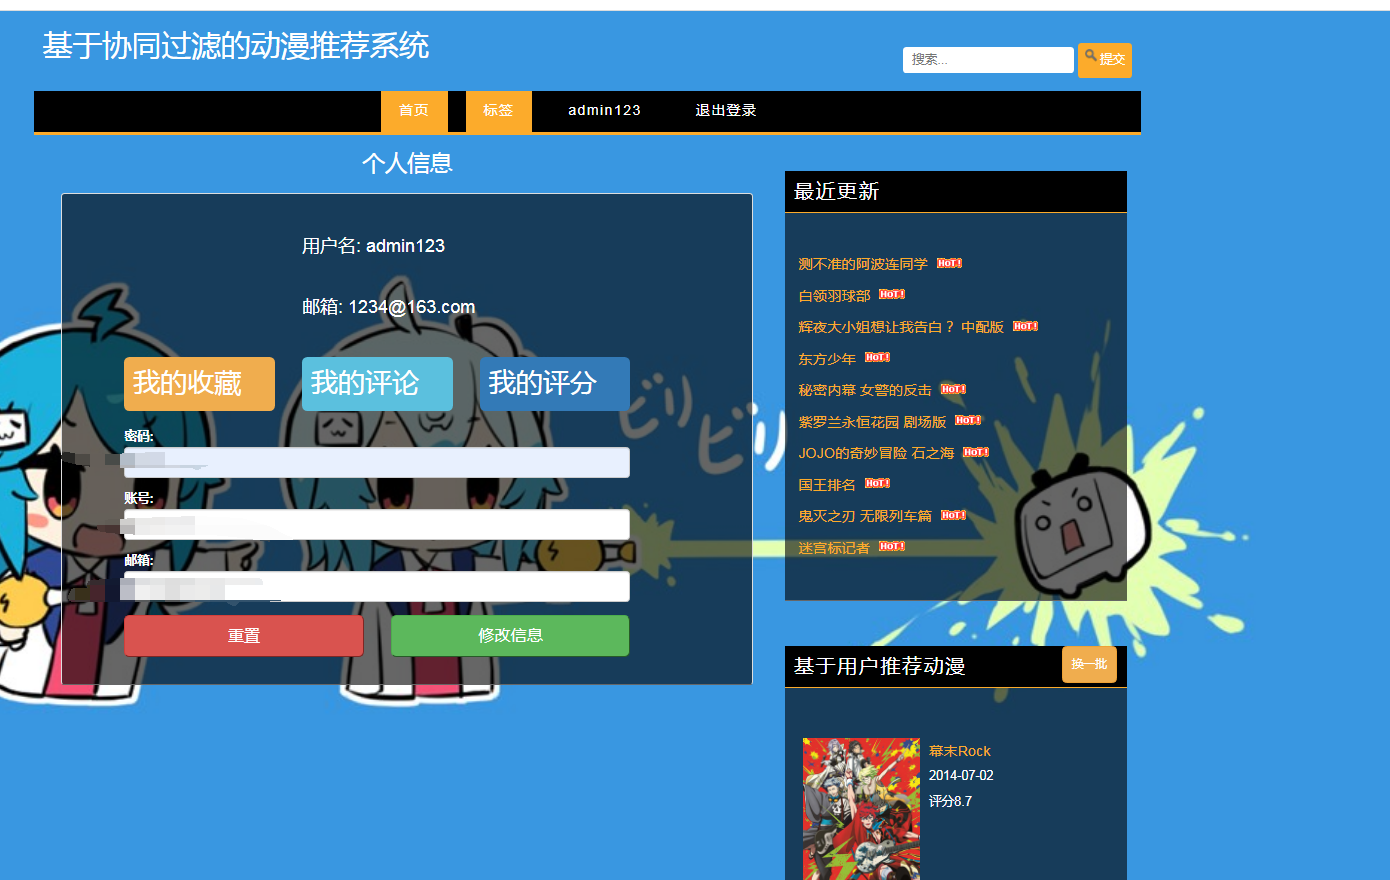 基于协同过滤的动漫推荐系统
搜索...
提交
首页 标签 admin123 退出登录
个人信息
用户名: admin123
邮箱: 1234@163.com
我的收藏 我的评论 我的评分
密码:
账号:
邮箱:
重置 修改信息
最近更新
测不准的阿波连同学 HOT!
白领羽球部 HOT!
辉夜大小姐想让我告白？ 中配版 HOT!
东方少年 HOT!
秘密内幕 女警的反击 HOT!
紫罗兰永恒花园 剧场版 HOT!
JOJO的奇妙冒险 石之海 HOT!
国王排名 HOT!
鬼灭之刃 无限列车篇 HOT!
迷宫标记者 HOT!
基于用户推荐动漫 换一批
幕末Rock
2014-07-02
评分8.7
ビリ
ビリ